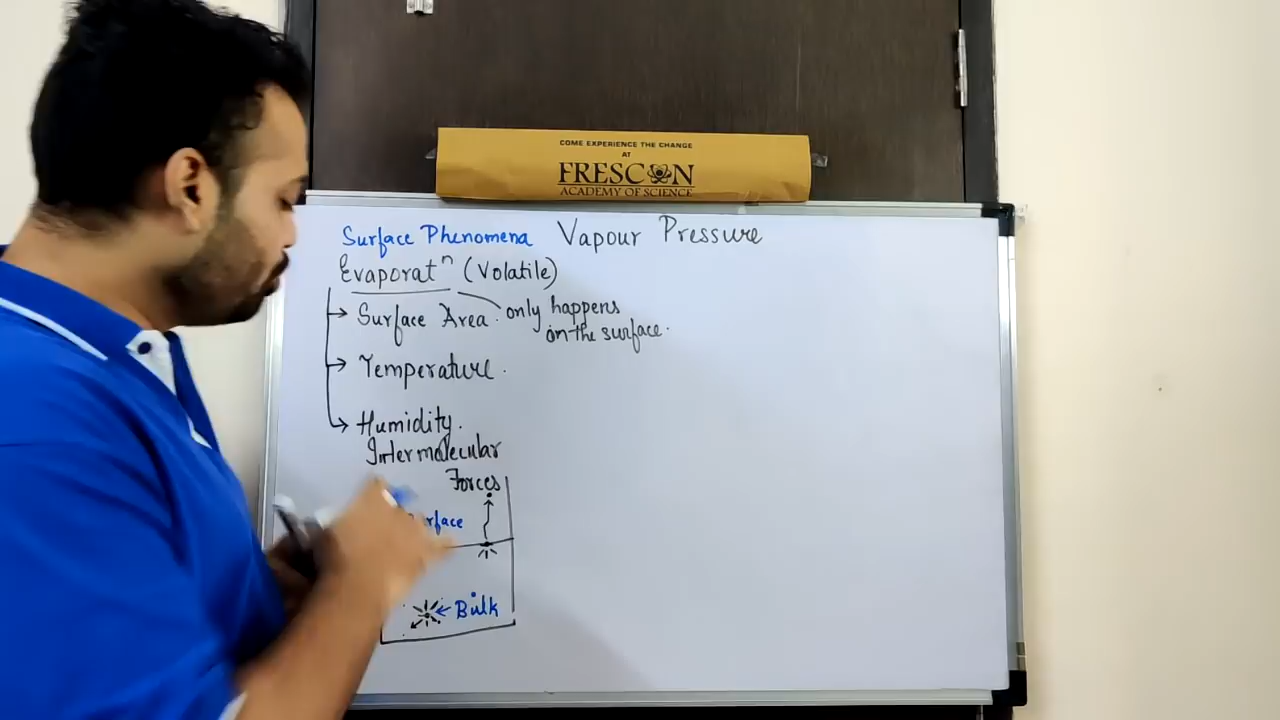 COME EXPERIENCE THE CHANGE
AT
FRESCON
ACADEMY OF SCIENCE
Surface Phenomena Vapour Pressure
Evaporatⁿ (Volatile)
Surface Area. only happens
on the surface.
Temperature.
Humidity.
Intermolecular
Forces
Bulk